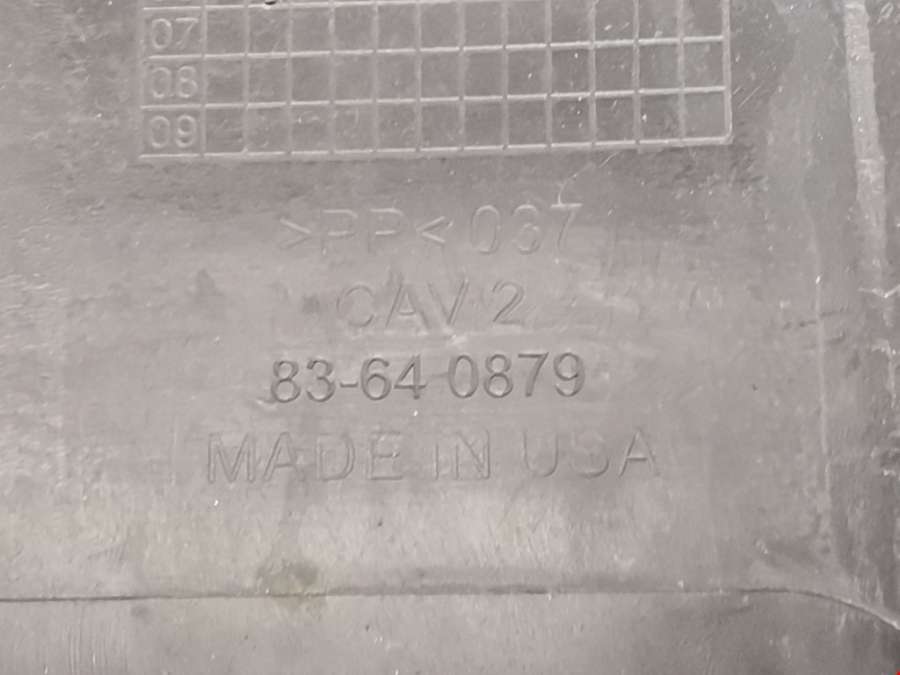 07
08
09
>PP< 037
CAV 2
83-64-0879
MADE IN USA